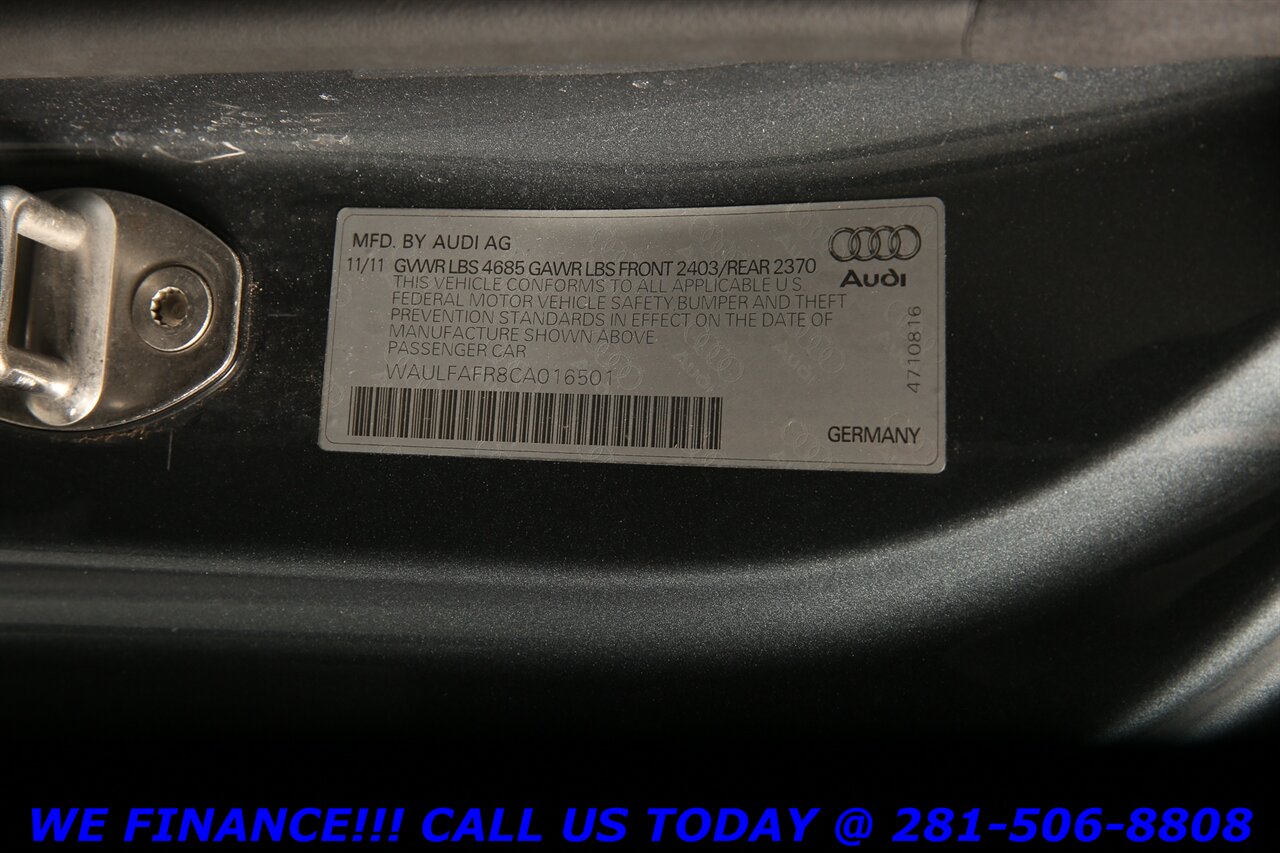 MFD. BY AUDI AG
Audi
11/11 GVWR LBS 4685 GAWR LBS FRONT 2403/REAR 2370
THIS VEHICLE CONFORMS TO ALL APPLICABLE U.S.
FEDERAL MOTOR VEHICLE SAFETY BUMPER AND THEFT
PREVENTION STANDARDS IN EFFECT ON THE DATE OF
MANUFACTURE SHOWN ABOVE.
PASSENGER CAR
WAULFAFR8CA016501
4710816
GERMANY
WE FINANCE!!! CALL US TODAY @ 281-506-8808